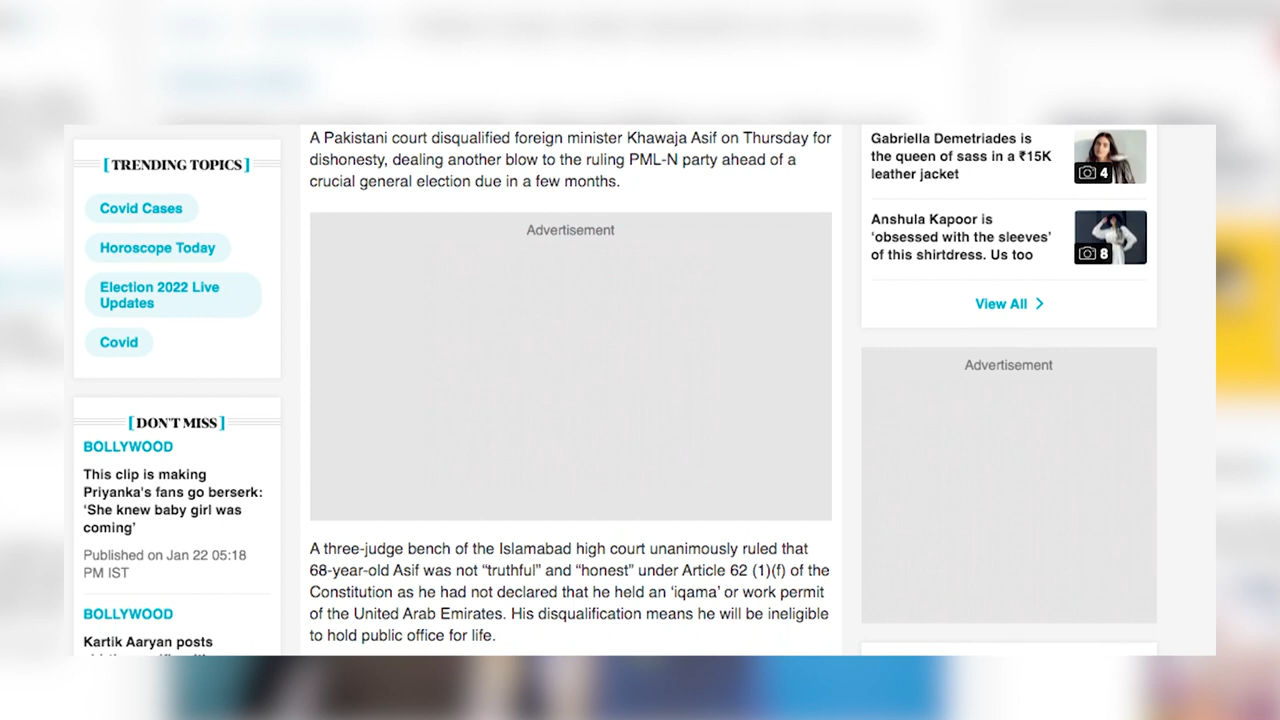 [TRENDING TOPICS]
Covid Cases
Horoscope Today
Election 2022 Live
Updates
Covid
[DON'T MISS]
BOLLYWOOD
This clip is making
Priyanka's fans go berserk:
'She knew baby girl was
coming'
Published on Jan 22 05:18
PM IST
BOLLYWOOD
Kartik Aaryan posts
A Pakistani court disqualified foreign minister Khawaja Asif on Thursday for
dishonesty, dealing another blow to the ruling PML-N party ahead of a
crucial general election due in a few months.
Advertisement
A three-judge bench of the Islamabad high court unanimously ruled that
68-year-old Asif was not “truthful” and “honest” under Article 62 (1)(f) of the
Constitution as he had not declared that he held an ‘iqama’ or work permit
of the United Arab Emirates. His disqualification means he will be ineligible
to hold public office for life.
Gabriella Demetriades is
the queen of sass in a ₹15K
leather jacket
4
Anshula Kapoor is
‘obsessed with the sleeves’
of this shirtdress. Us too
8
View All
Advertisement